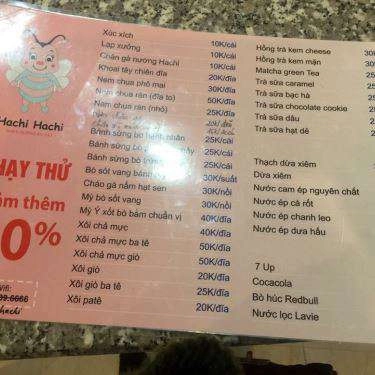 Hachi Hachi
CHẠY THỬ
0%
hachi
Xúc xích 10K/cái
Lạp xưởng 10K/cái
Chân gà nướng Hachi 10K/cái
Khoai tây chiên đĩa 20K/đĩa
Nem chua phô mai 30K/đĩa
Nem chua rán (đĩa to) 50K/đĩa
Nem chua rán (nhỏ) 25K/đĩa
Bánh sừng bò 25K/cái
Bánh sừng bò 25K/cái
Bò sốt vang bánh mì 30K/suất
Cháo gà nấm hạt sen 30K/nồi
Mỳ bò sốt vang 30K/nồi
Mỳ Ý xốt bò bằm chuẩn vị 40K/đĩa
Xôi chả mực 40K/đĩa
Xôi chả mực ba tê 50K/đĩa
Xôi chả mực giò 50K/đĩa
Xôi giò 20K/đĩa
Xôi giò ba tê 25K/đĩa
Xôi patê 20K/đĩa
Hồng trà kem cheese
Hồng trà kem mặn
Matcha green Tea
Trà sữa caramel
Trà sữa bạc hà
Trà sữa chocolate cookie
Trà sữa dâu
Trà sữa hạt dẻ
Thạch dừa xiêm
Dừa xiêm
Nước cam ép nguyên chất
Nước ép cà rốt
Nước ép chanh leo
Nước ép dưa hấu
7 Up
Cocacola
Bò húc Redbull
Nước lọc Lavie